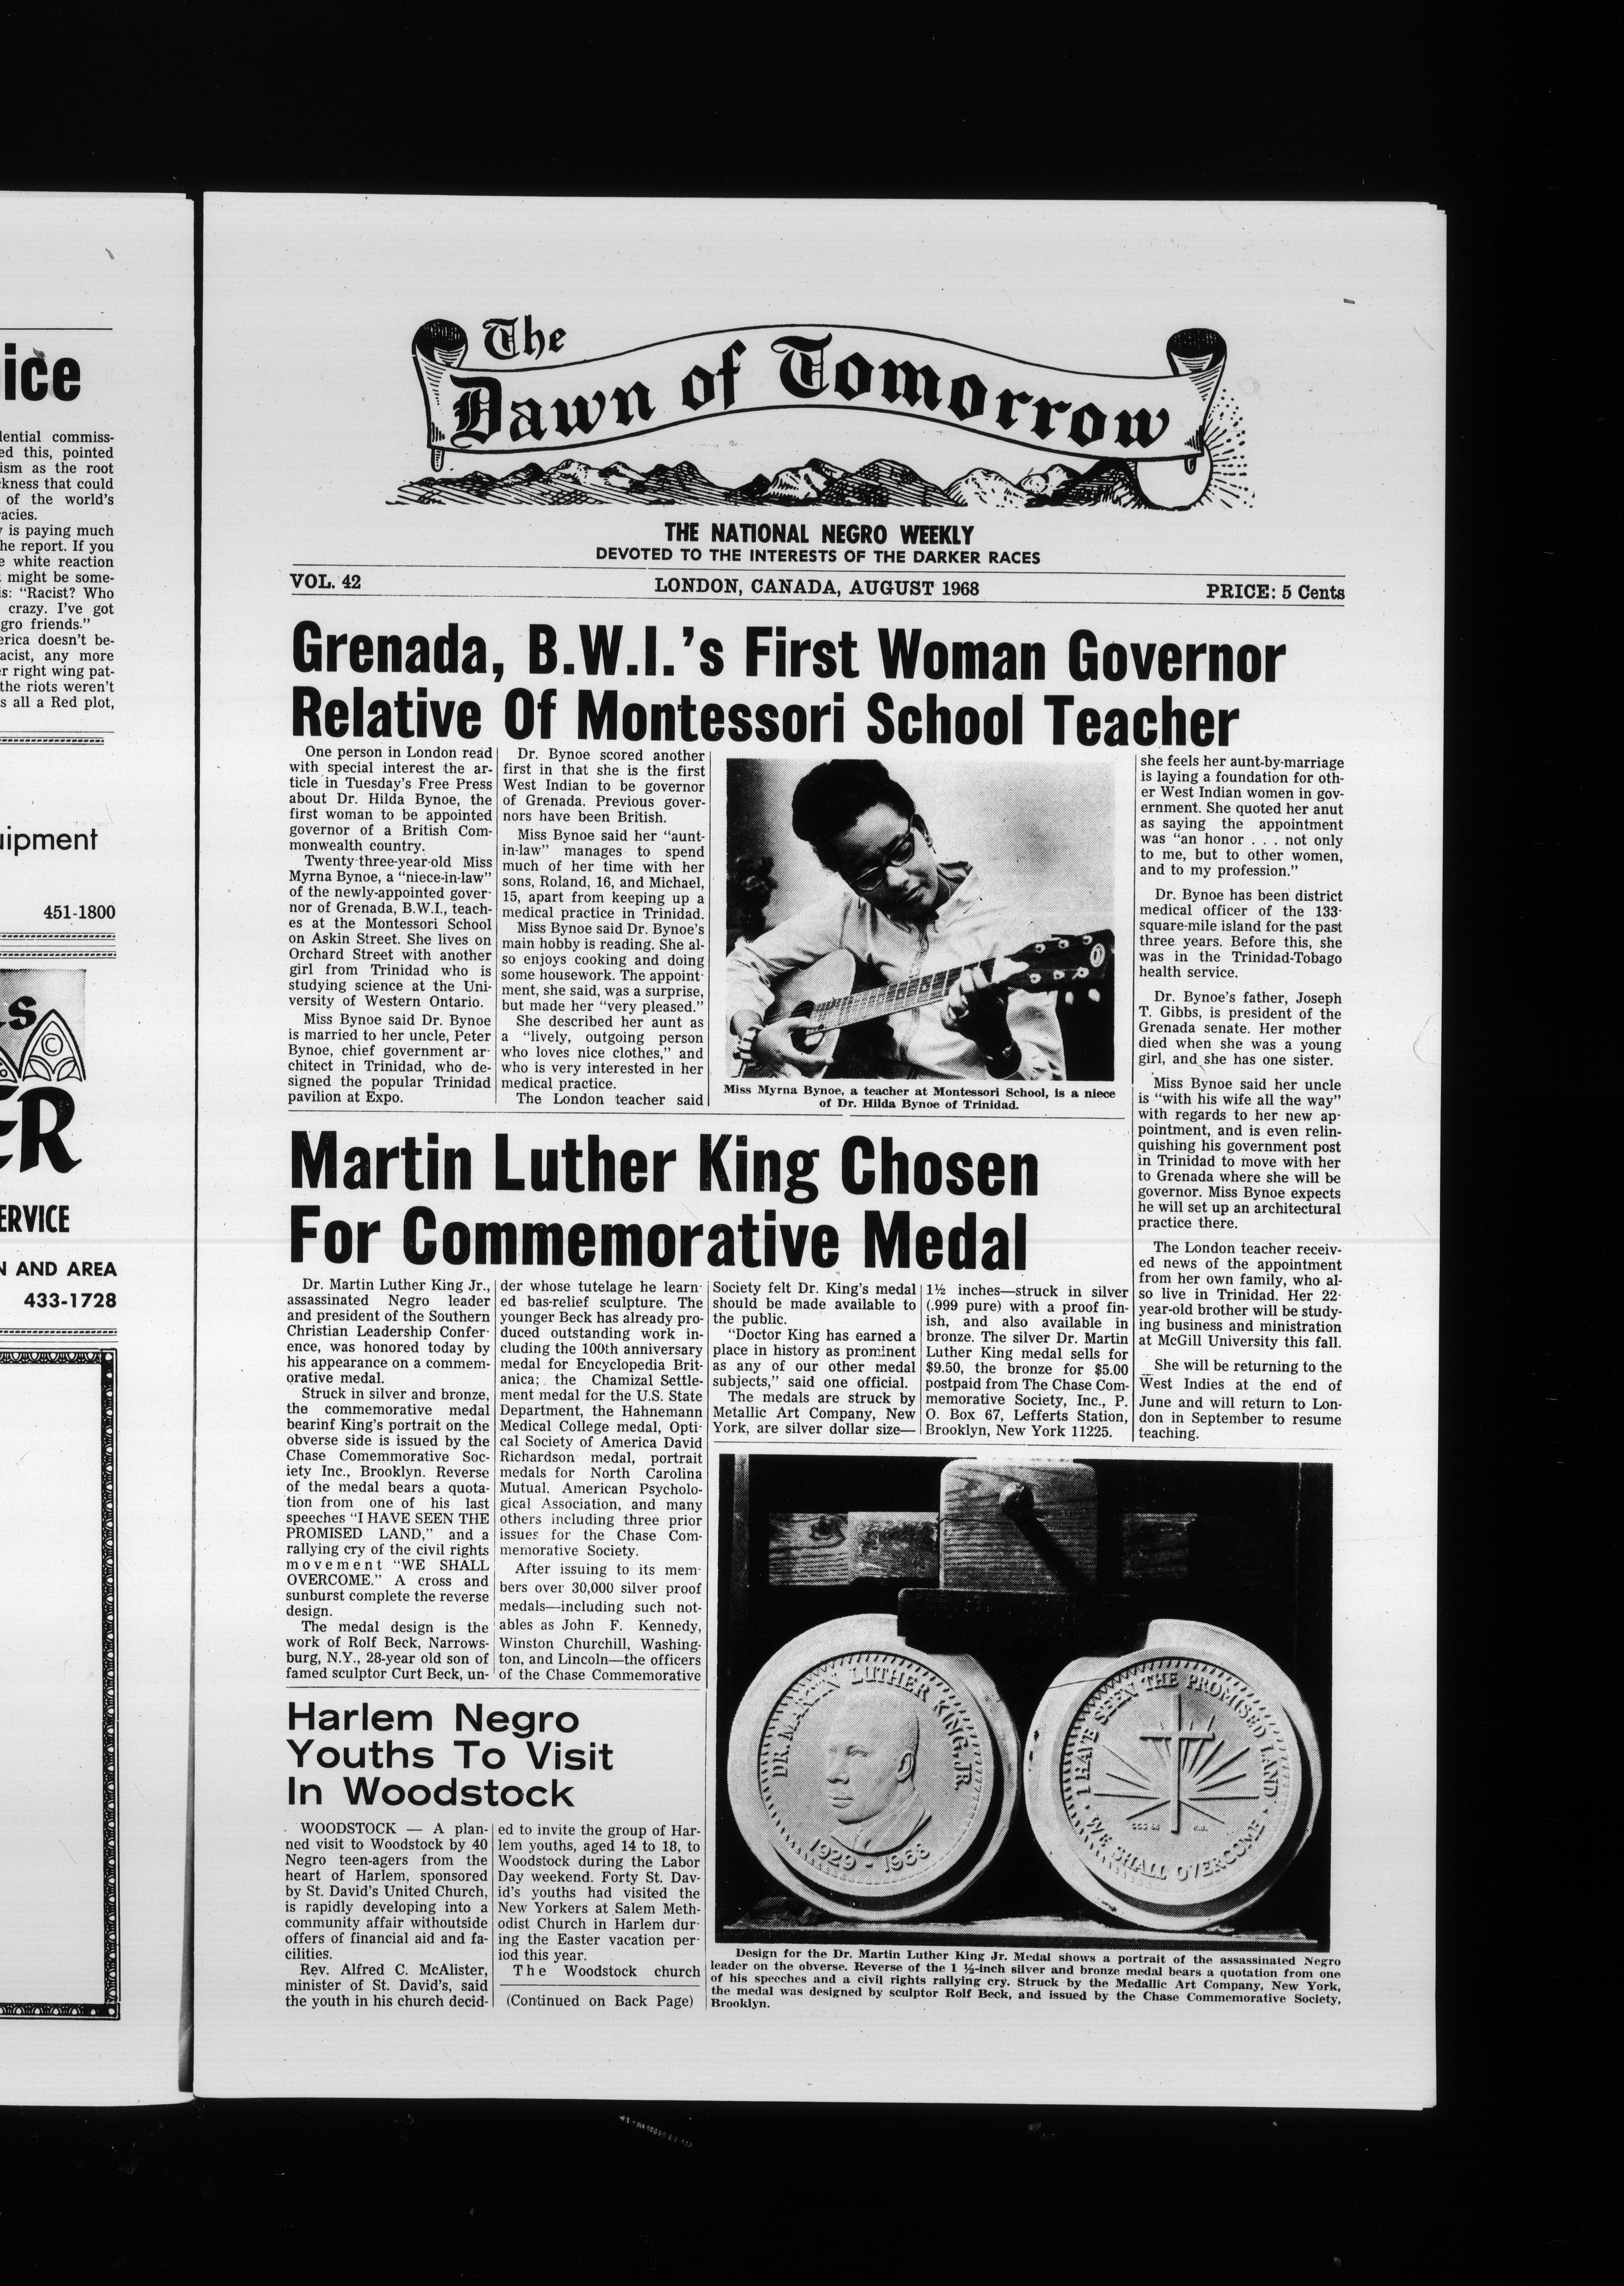 ice
lential commiss-
ed this, pointed
ism as the root
ckness that could
of the world's
acies.
y is paying much
he report. If you
e white reaction
might be some-
is: "Racist? Who
crazy. I've got
gro friends."
erica doesn't be-
acist, any more
er right wing pat-
the riots weren't
s all a Red plot,
uipment
451-1800
ER
ERVICE
N AND AREA
433-1728
The
Dawn of Tomorrow
THE NATIONAL NEGRO WEEKLY
DEVOTED TO THE INTERESTS OF THE DARKER RACES
VOL. 42
LONDON, CANADA, AUGUST 1968
PRICE: 5 Cents
Grenada, B.W.I.'s First Woman Governor
Relative Of Montessori School Teacher
One person in London read
with special interest the ar-
ticle in Tuesday's Free Press
about Dr. Hilda Bynoe, the
first woman to be appointed
governor of a British Com-
monwealth country.
Twenty-three-year-old Miss
Myrna Bynoe, a "niece-in-law"
of the newly-appointed gover-
nor of Grenada, B.W.I., teach-
es at the Montessori School
on Askin Street. She lives on
Orchard Street with another
girl from Trinidad who is
studying science at the Uni-
versity of Western Ontario.
Miss Bynoe said Dr. Bynoe
is married to her uncle, Peter
Bynoe, chief government ar-
chitect in Trinidad, who de-
signed the popular Trinidad
pavilion at Expo.
Dr. Bynoe scored another
first in that she is the first
West Indian to be governor
of Grenada. Previous gover-
nors have been British.
Miss Bynoe said her "aunt-
in-law" manages to spend
much of her time with her
sons, Roland, 16, and Michael,
15, apart from keeping up a
medical practice in Trinidad.
Miss Bynoe said Dr. Bynoe's
main hobby is reading. She al-
so enjoys cooking and doing
some housework. The appoint-
ment, she said, was a surprise,
but made her "very pleased."
She described her aunt as
a "lively, outgoing person
who loves nice clothes," and
who is very interested in her
medical practice.
The London teacher said
Miss Myrna Bynoe, a teacher at Montessori School, is a niece
of Dr. Hilda Bynoe of Trinidad.
she feels her aunt-by-marriage
is laying a foundation for oth-
er West Indian women in gov-
ernment. She quoted her anut
as saying the appointment
was "an honor . . . not only
to me, but to other women,
and to my profession."
Dr. Bynoe has been district
medical officer of the 133-
square-mile island for the past
three years. Before this, she
was in the Trinidad-Tobago
health service.
Dr. Bynoe's father, Joseph
T. Gibbs, is president of the
Grenada senate. Her mother
died when she was a young
girl, and she has one sister.
Miss Bynoe said her uncle
is "with his wife all the way"
with regards to her new ap-
pointment, and is even relin-
quishing his government post
in Trinidad to move with her
to Grenada where she will be
governor. Miss Bynoe expects
he will set up an architectural
practice there.
The London teacher receiv-
ed news of the appointment
from her own family, who al-
so live in Trinidad. Her 22-
year-old brother will be study-
ing business and ministration
at McGill University this fall.
She will be returning to the
West Indies at the end of
June and will return to Lon-
don in September to resume
teaching.
Martin Luther King Chosen
For Commemorative Medal
Dr. Martin Luther King Jr.,
assassinated Negro leader
and president of the Southern
Christian Leadership Confer-
ence, was honored today by
his appearance on a commem-
orative medal.
Struck in silver and bronze,
the commemorative medal
bearinf King's portrait on the
obverse side is issued by the
Chase Comemmorative Soc-
iety Inc., Brooklyn. Reverse
of the medal bears a quota-
tion from one of his last
speeches "I HAVE SEEN THE
PROMISED LAND," and a
rallying cry of the civil rights
movement "WE SHALL
OVERCOME." A cross and
sunburst complete the reverse
design.
The medal design is the
work of Rolf Beck, Narrows-
burg, N.Y., 28-year old son of
famed sculptor Curt Beck, un-
der whose tutelage he learn-
ed bas-relief sculpture. The
younger Beck has already pro-
duced outstanding work in-
cluding the 100th anniversary
medal for Encyclopedia Brit-
anica; the Chamizal Settle-
ment medal for the U.S. State
Department, the Hahnemann
Medical College medal, Opti-
cal Society of America David
Richardson medal, portrait
medals for North Carolina
Mutual. American Psycholo-
gical Association, and many
others including three prior
issues for the Chase Com-
memorative Society.
After issuing to its mem-
bers over 30,000 silver proof
medals—including such not-
ables as John F. Kennedy,
Winston Churchill, Washing-
ton, and Lincoln—the officers
of the Chase Commemorative
Society felt Dr. King's medal
should be made available to
the public.
"Doctor King has earned a
place in history as prominent
as any of our other medal
subjects," said one official.
The medals are struck by
Metallic Art Company, New
York, are silver dollar size—
1½ inches—struck in silver
(.999 pure) with a proof fin-
ish, and also available in
bronze. The silver Dr. Martin
Luther King medal sells for
$9.50, the bronze for $5.00
postpaid from The Chase Com-
memorative Society, Inc., P.
O. Box 67, Lefferts Station,
Brooklyn, New York 11225.
DR. MARTIN LUTHER KING, JR.
1929 - 1968
I HAVE SEEN THE PROMISED LAND
WE SHALL OVERCOME
Design for the Dr. Martin Luther King Jr. Medal shows a portrait of the assassinated Negro
leader on the obverse. Reverse of the 1 ½-inch silver and bronze medal bears a quotation from one
of his speeches and a civil rights rallying cry. Struck by the Medallic Art Company, New York,
the medal was designed by sculptor Rolf Beck, and issued by the Chase Commemorative Society,
Brooklyn.
Harlem Negro
Youths To Visit
In Woodstock
WOODSTOCK — A plan-
ned visit to Woodstock by 40
Negro teen-agers from the
heart of Harlem, sponsored
by St. David's United Church,
is rapidly developing into a
community affair withoutside
offers of financial aid and fa-
cilities.
Rev. Alfred C. McAlister,
minister of St. David's, said
the youth in his church decid-
ed to invite the group of Har-
lem youths, aged 14 to 18, to
Woodstock during the Labor
Day weekend. Forty St. Dav-
id's youths had visited the
New Yorkers at Salem Meth-
odist Church in Harlem dur-
ing the Easter vacation per-
iod this year.
The Woodstock church
(Continued on Back Page)